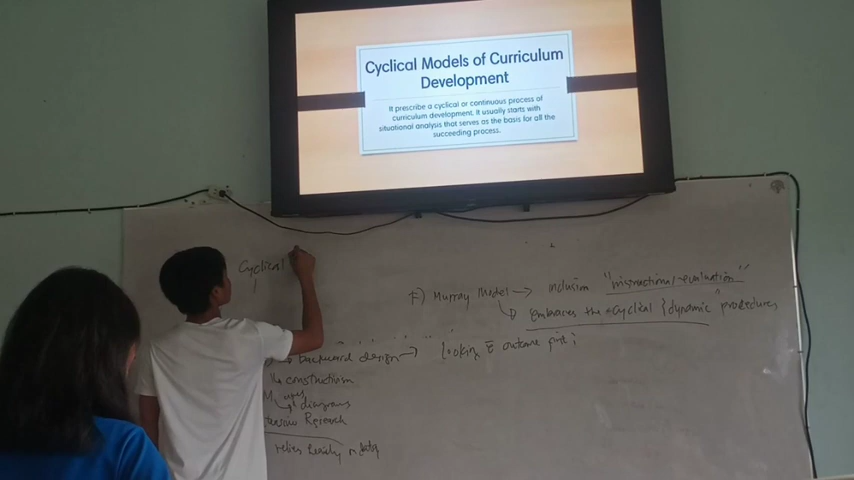 Cyclical Models of Curriculum
Development
It prescribe a cyclical or continuous process of
curriculum development. It usually starts with
situational analysis that serves as the basis for all the
succeeding process.
Cyclical
F) Murray Model → inclusion "instructional evaluation"
embraces the cyclical dynamic procedures
→ backward design → looking outcome
constructivism
diagrams
Research
relies heavily data